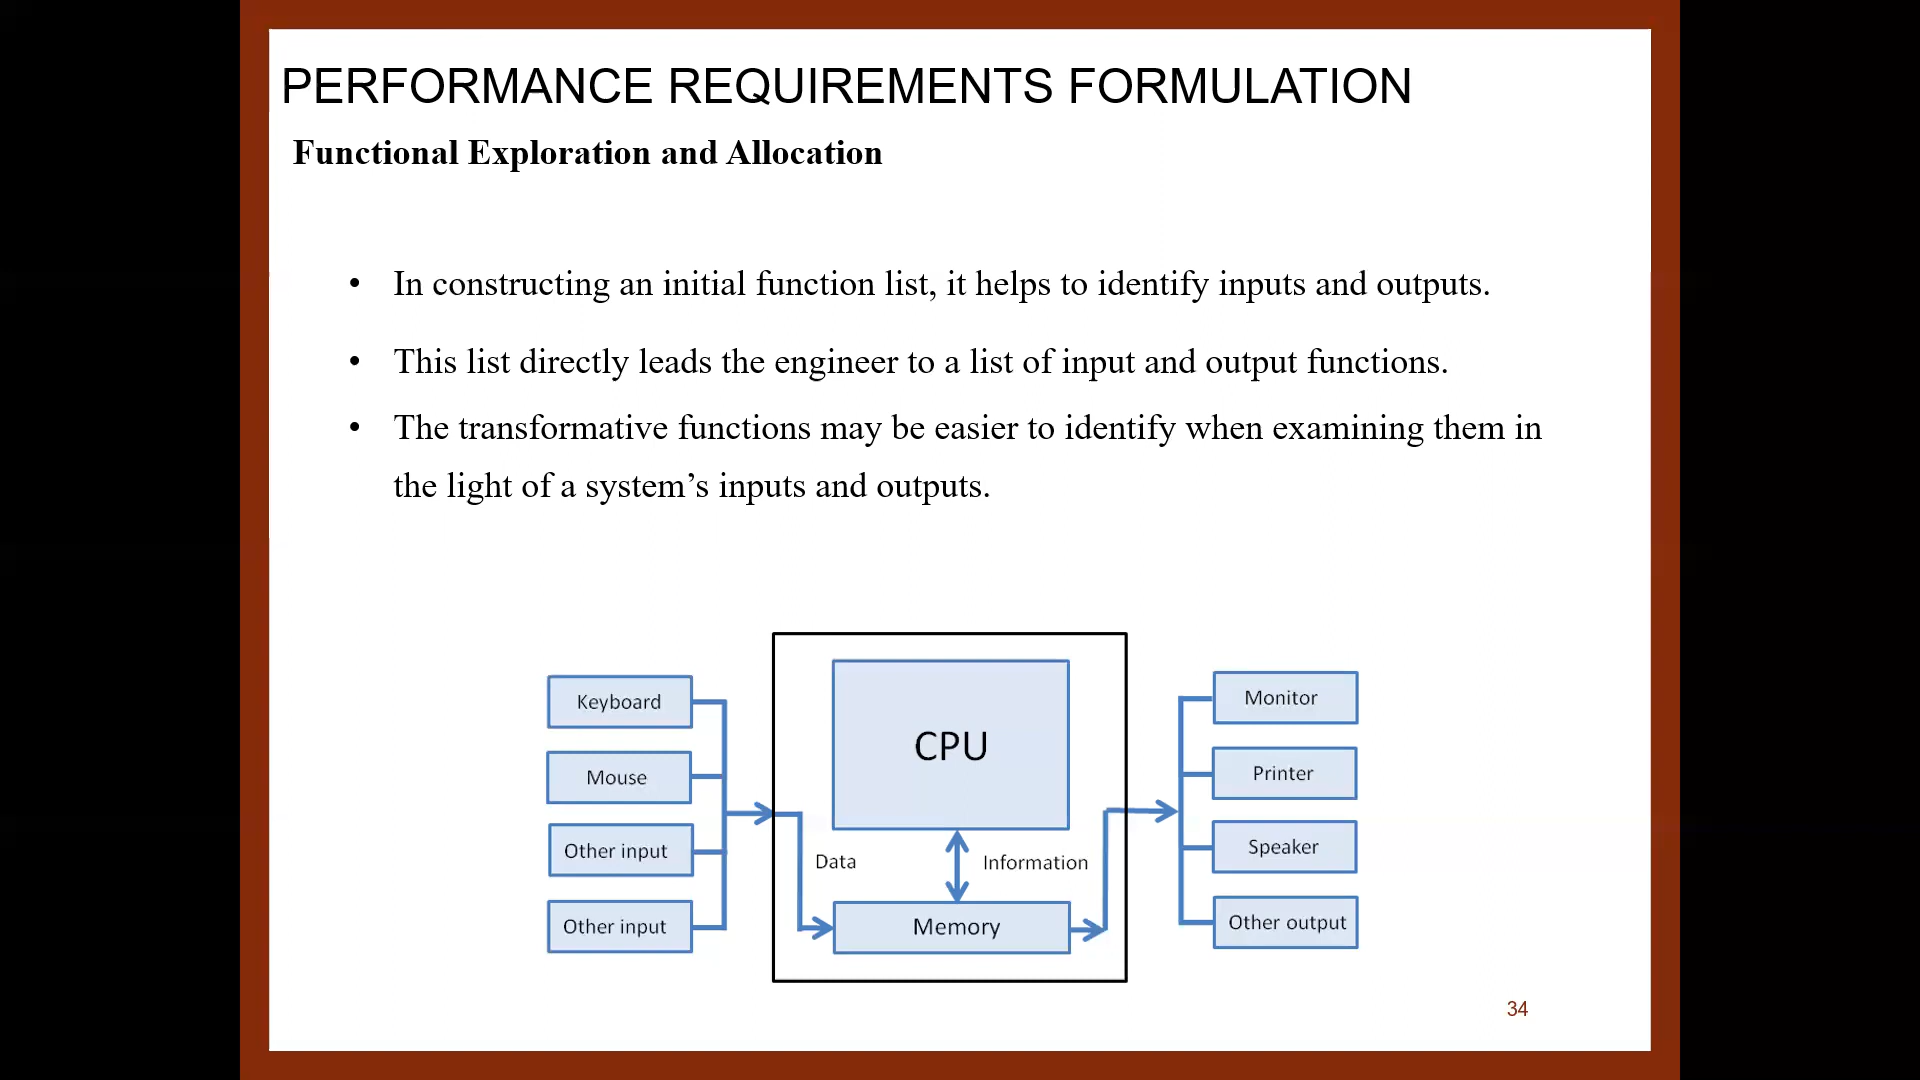 PERFORMANCE REQUIREMENTS FORMULATION
Functional Exploration and Allocation
• In constructing an initial function list, it helps to identify inputs and outputs.
• This list directly leads the engineer to a list of input and output functions.
• The transformative functions may be easier to identify when examining them in
the light of a system’s inputs and outputs.
Keyboard
Mouse
Other input
Other input
CPU
Data
Information
Memory
Monitor
Printer
Speaker
Other output
34